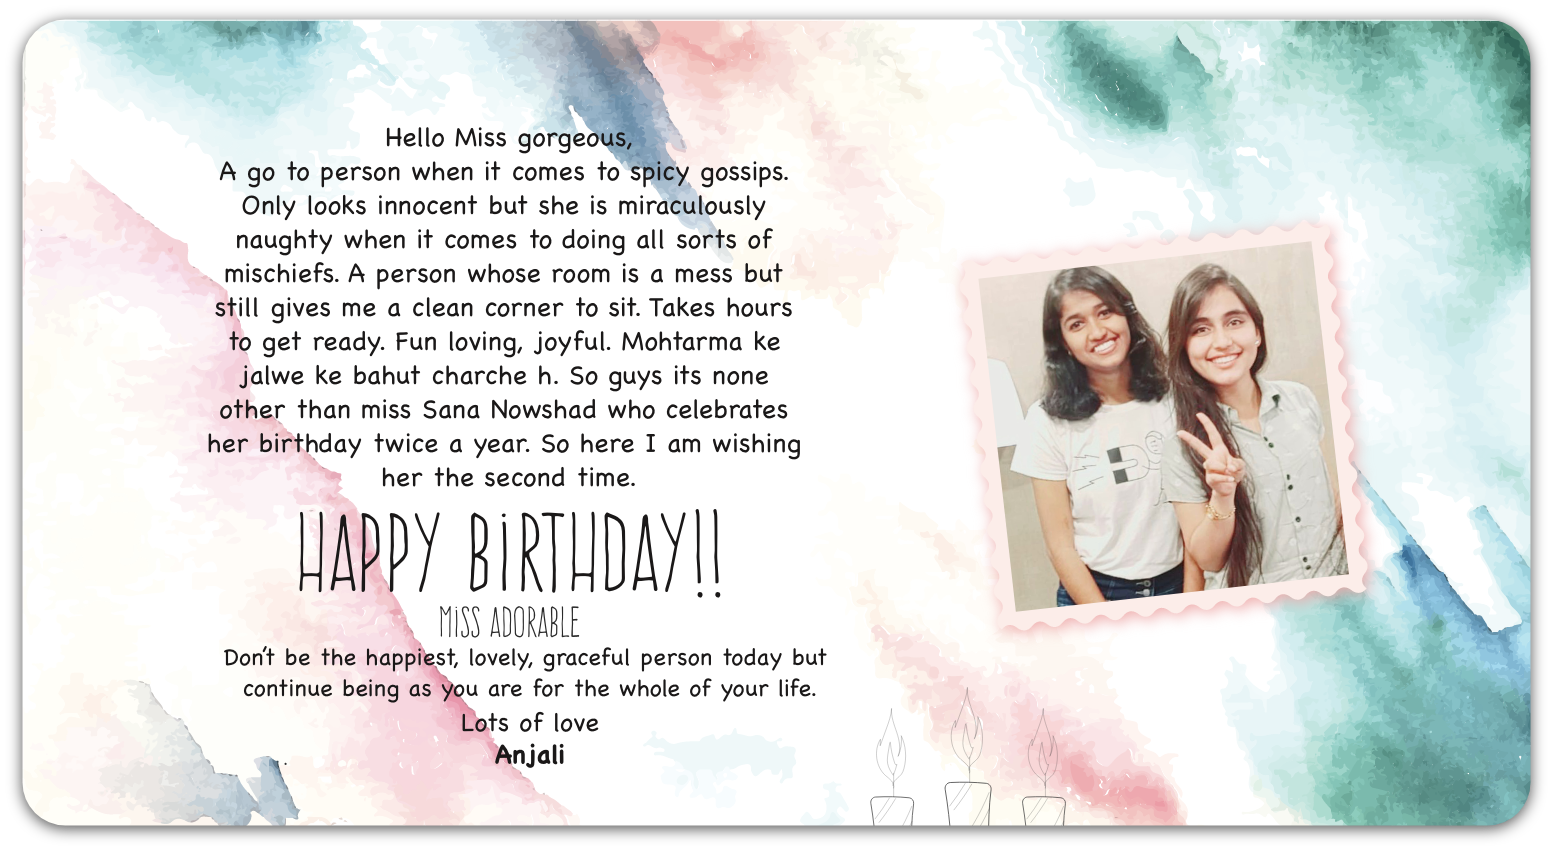 Hello Miss gorgeous,
A go to person when it comes to spicy gossips.
Only looks innocent but she is miraculously
naughty when it comes to doing all sorts of
mischiefs. A person whose room is a mess but
still gives me a clean corner to sit. Takes hours
to get ready. Fun loving, joyful. Mohtarma ke
jalwe ke bahut charche h. So guys its none
other than miss Sana Nowshad who celebrates
her birthday twice a year. So here I am wishing
her the second time.
HAPPY BiRTHDAY!!
MiSS ADORABLE
Don't be the happiest, lovely, graceful person today but
continue being as you are for the whole of your life.
Lots of love
Anjali